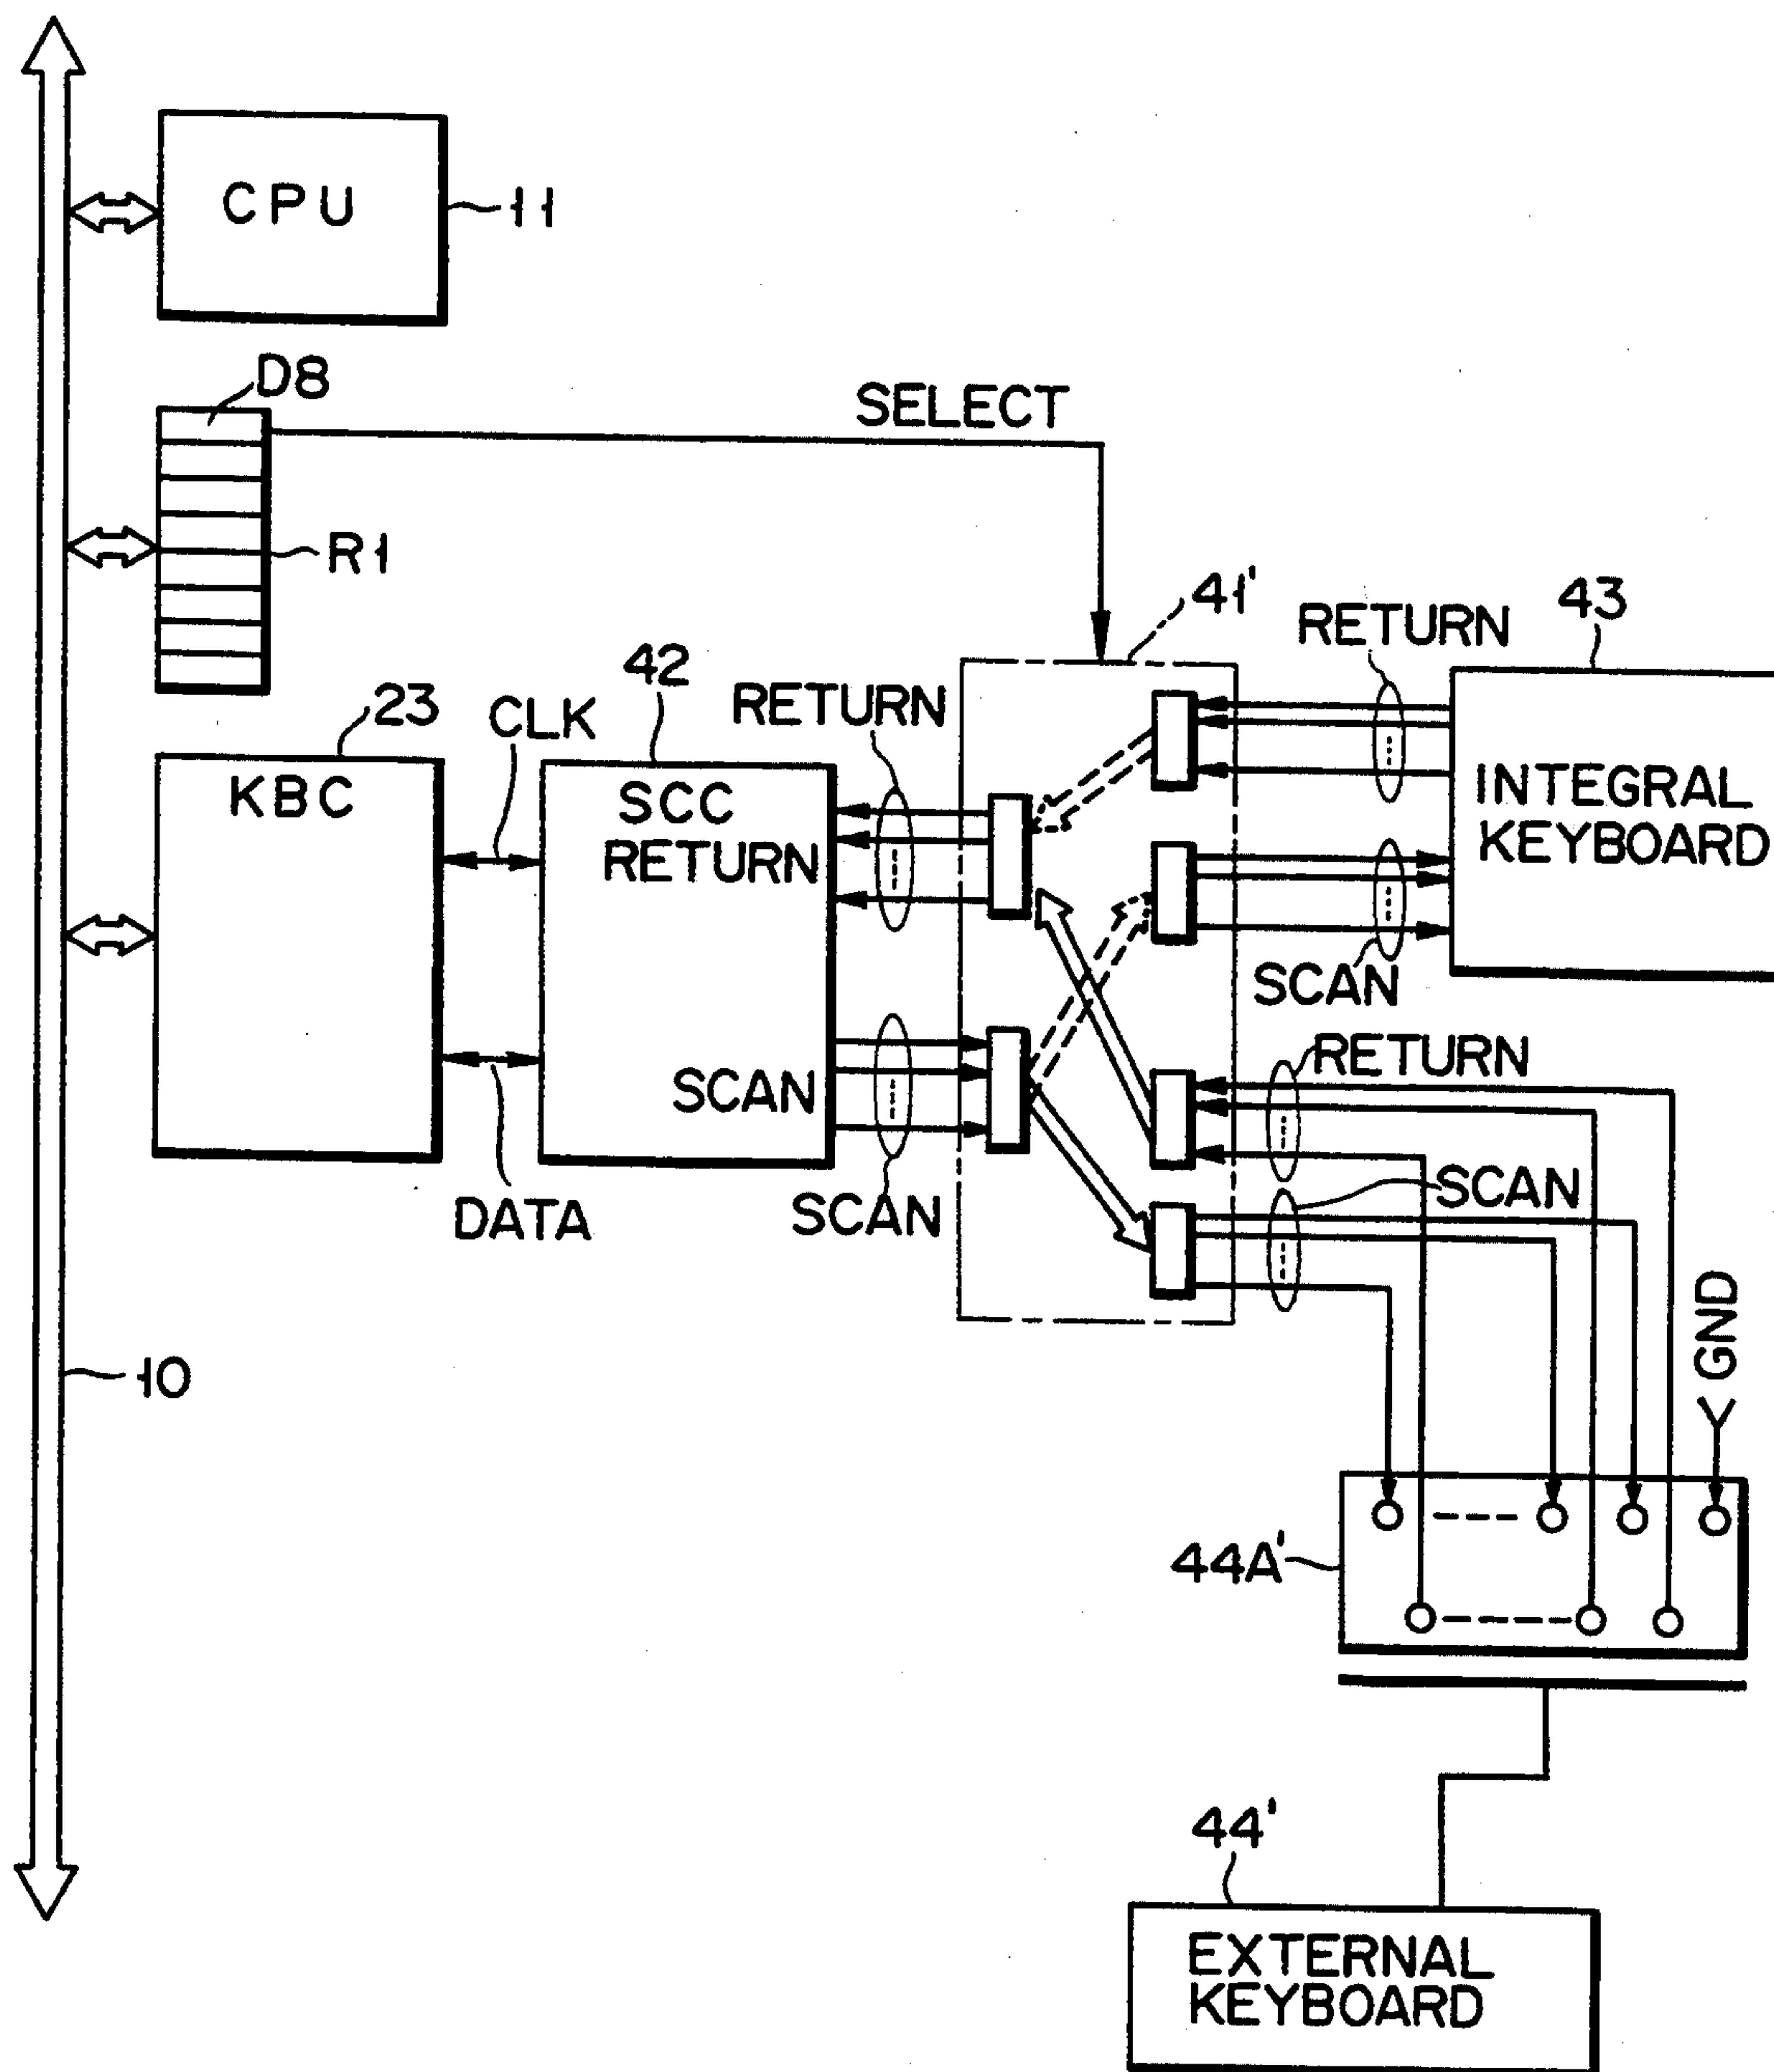 CPU
11
D8
SELECT
R1
41'
RETURN
43
42
23
CLK
RETURN
KBC
SCC
RETURN
INTEGRAL
KEYBOARD
SCAN
RETURN
SCAN
SCAN
DATA
SCAN
GND
10
44A'
44'
EXTERNAL
KEYBOARD